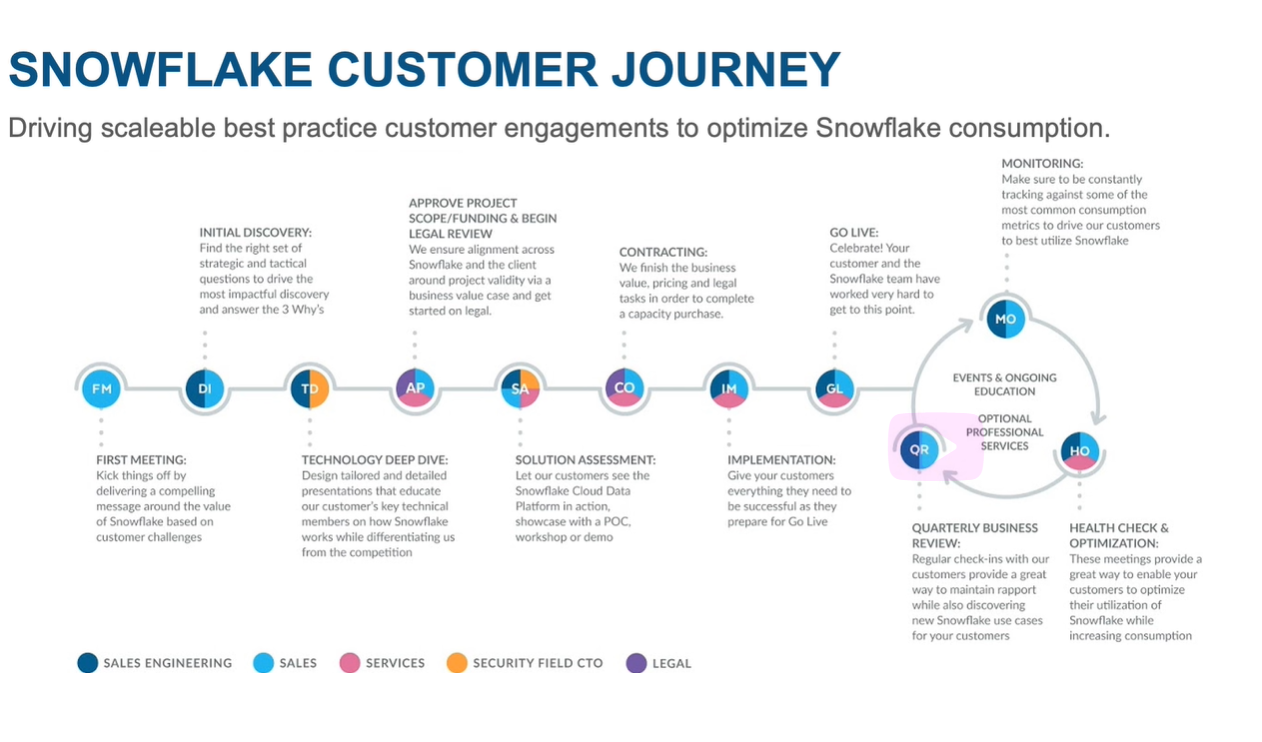 SNOWFLAKE CUSTOMER JOURNEY
Driving scaleable best practice customer engagements to optimize Snowflake consumption.
MONITORING:
Make sure to be constantly
tracking against some of the
most common consumption
metrics to drive our customers
to best utilize Snowflake
APPROVE PROJECT
SCOPE/FUNDING & BEGIN
LEGAL REVIEW
We ensure alignment across
Snowflake and the client
around project validity via a
business value case and get
started on legal.
INITIAL DISCOVERY:
Find the right set of
strategic and tactical
questions to drive the
most impactful discovery
and answer the 3 Why's
CONTRACTING:
We finish the business
value, pricing and legal
tasks in order to complete
a capacity purchase.
GO LIVE:
Celebrate! Your
customer and the
Snowflake team have
worked very hard to
get to this point.
FM
DI
TD
AP
SA
CO
IM
GL
MO
HO
QR
EVENTS & ONGOING
EDUCATION
OPTIONAL
PROFESSIONAL
SERVICES
FIRST MEETING:
Kick things off by
delivering a compelling
message around the value
of Snowflake based on
customer challenges
TECHNOLOGY DEEP DIVE:
Design tailored and detailed
presentations that educate
our customer's key technical
members on how Snowflake
works while differentiating us
from the competition
SOLUTION ASSESSMENT:
Let our customers see the
Snowflake Cloud Data
Platform in action,
showcase with a POC,
workshop or demo
IMPLEMENTATION:
Give your customers
everything they need to
be successful as they
prepare for Go Live
QUARTERLY BUSINESS
REVIEW:
Regular check-ins with our
customers provide a great
way to maintain rapport
while also discovering
new Snowflake use cases
for your customers
HEALTH CHECK &
OPTIMIZATION:
These meetings provide a
great way to enable your
customers to optimize
their utilization of
Snowflake while
increasing consumption
SALES ENGINEERING
SALES
SERVICES
SECURITY FIELD CTO
LEGAL